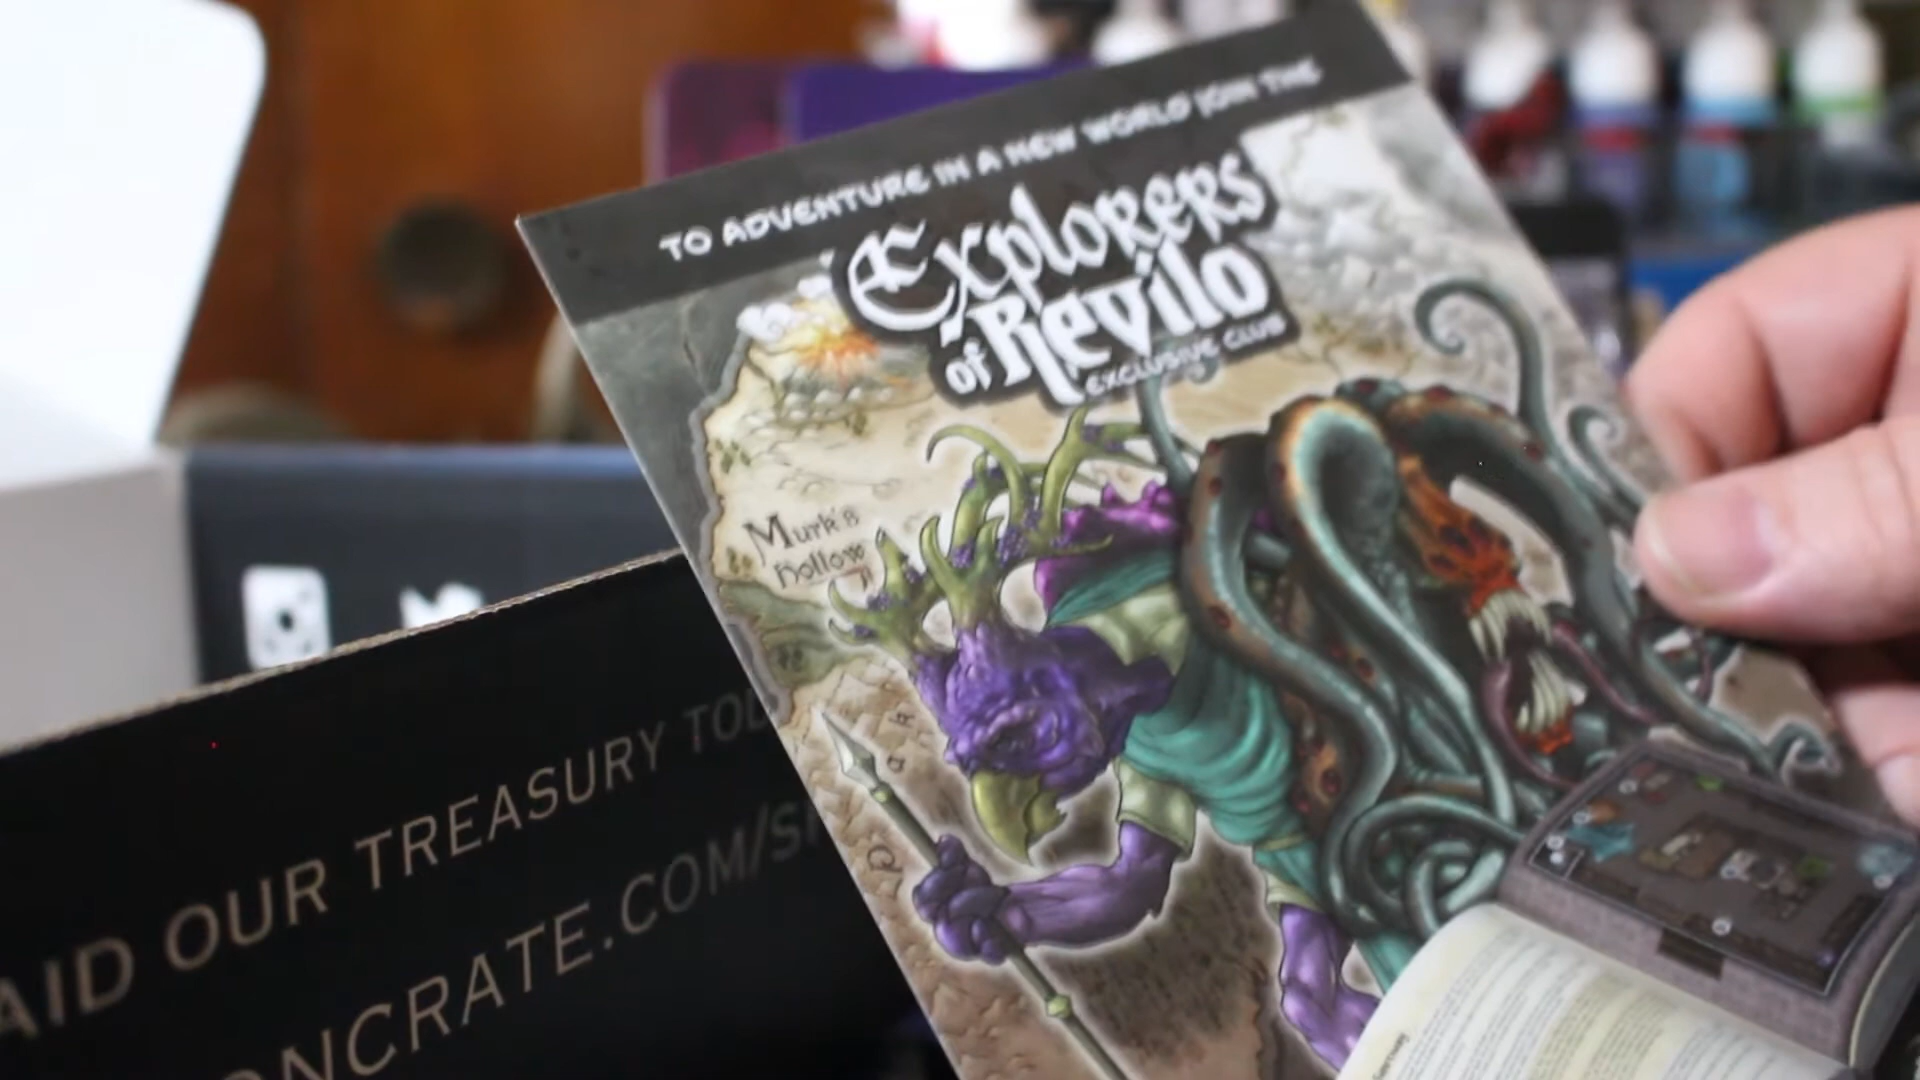 TO ADVENTURE IN A NEW WORLD JOIN THE
Explorers
of Revilo
EXCLUSIVE CLUB
Murk's
Hollow
AID OUR TREASURY
ONCRATE.COM/